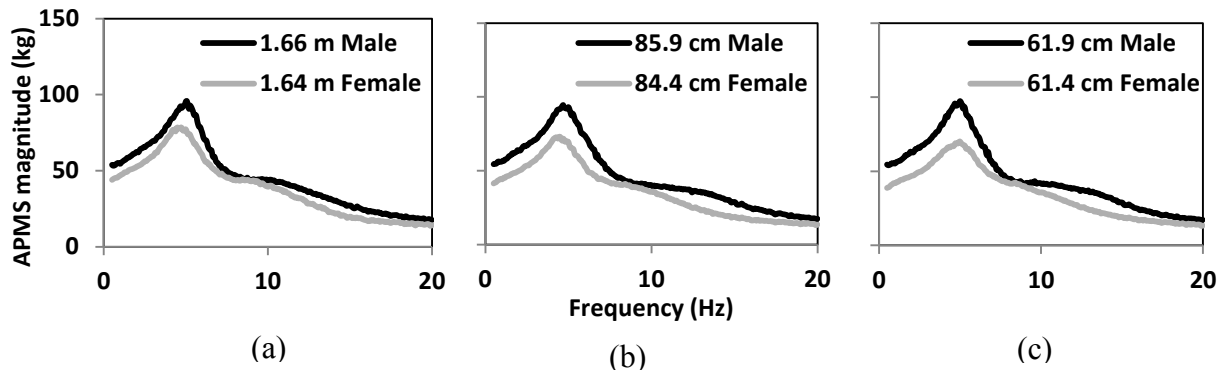 APMS magnitude (kg)
150
100
50
0
1.66 m Male
1.64 m Female
85.9 cm Male
84.4 cm Female
61.9 cm Male
61.4 cm Female
0 10 20
0 10 20
0 10 20
Frequency (Hz)
(a)
(b)
(c)